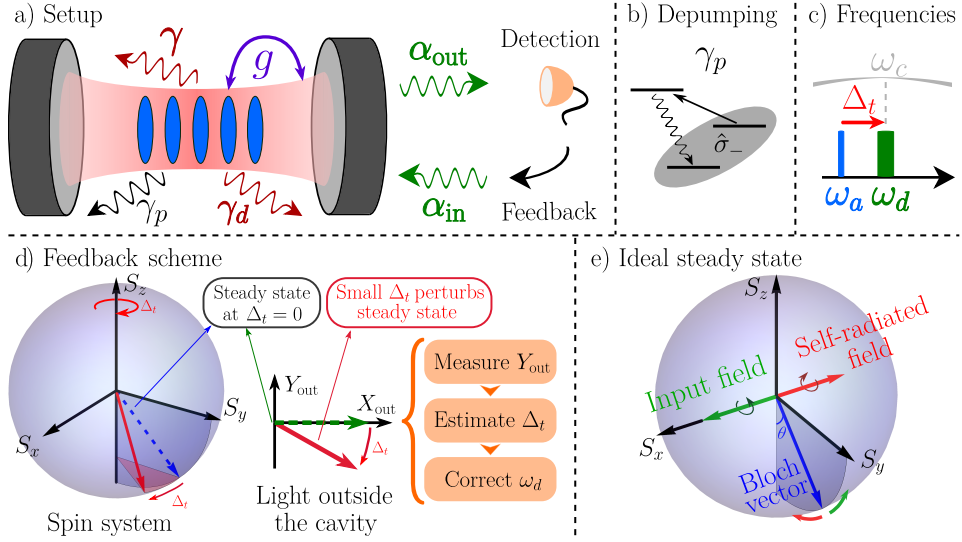 a) Setup
γ
g
α_out
Detection
γ_p
γ_d
α_in
Feedback
b) Depumping
γ_p
σ̂_−
c) Frequencies
ω_c
Δ_t
ω_a
ω_d
d) Feedback scheme
S_z
Δ_t
S_y
S_x
Δ_t
Spin system
Steady state
at Δ_t = 0
Small Δ_t perturbs
steady state
Y_out
X_out
Δ_t
Light outside
the cavity
Measure Y_out
Estimate Δ_t
Correct ω_d
e) Ideal steady state
S_z
Self-radiated
field
Input field
S_x
θ
S_y
Bloch
vector